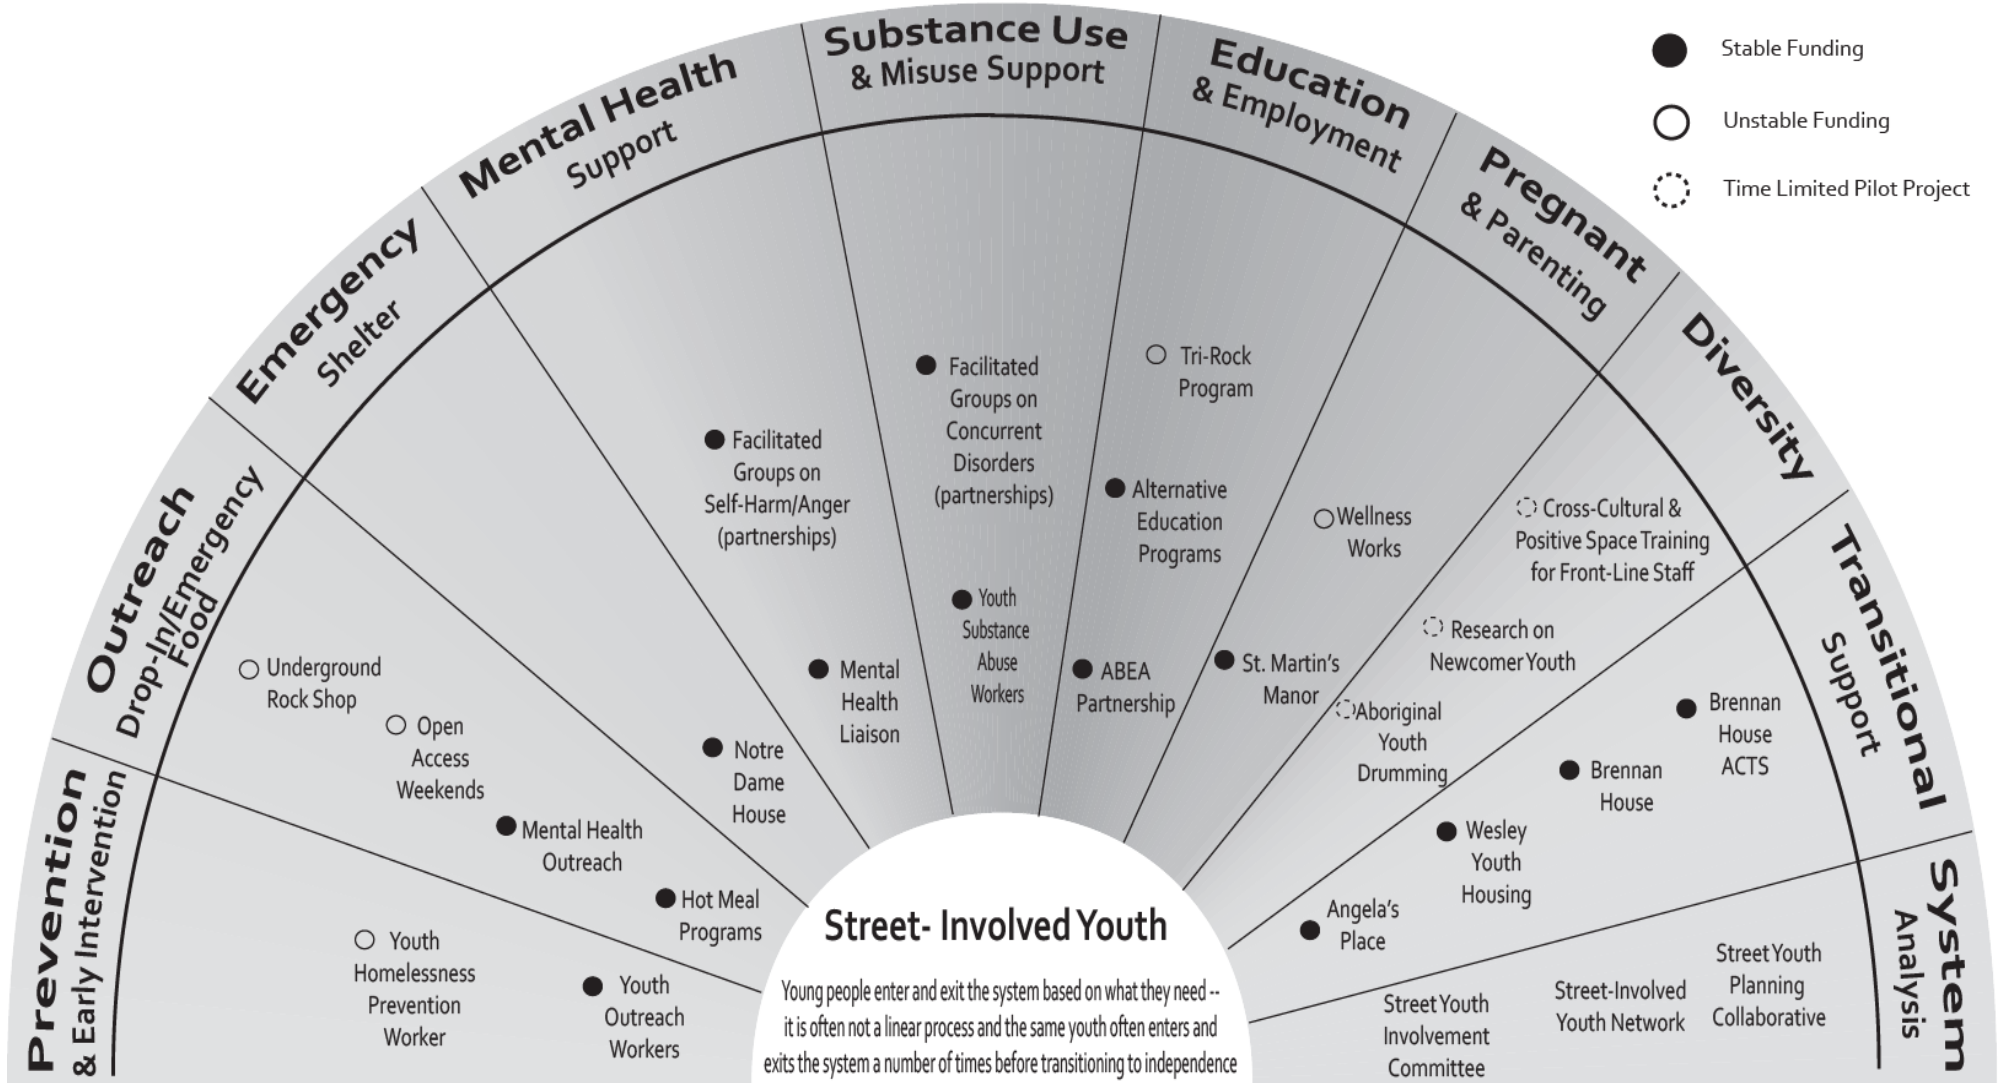 Prevention
& Early Intervention
Youth
Homelessness
Prevention
Worker
Youth
Outreach
Workers
Outreach
Drop-In/Emergency
Food
Underground
Rock Shop
Open
Access
Weekends
Mental Health
Outreach
Hot Meal
Programs
Emergency
Shelter
Notre
Dame
House
Mental Health
Support
Facilitated
Groups on
Self-Harm/Anger
(partnerships)
Mental
Health
Liaison
Substance Use
& Misuse Support
Facilitated
Groups on
Concurrent
Disorders
(partnerships)
Youth
Substance
Abuse
Workers
Education
& Employment
Tri-Rock
Program
Alternative
Education
Programs
ABEA
Partnership
Pregnant
& Parenting
Wellness
Works
St. Martin's
Manor
Diversity
Cross-Cultural &
Positive Space Training
for Front-Line Staff
Research on
Newcomer Youth
Aboriginal
Youth
Drumming
Transitional
Support
Brennan
House
ACTS
Brennan
House
Wesley
Youth
Housing
Angela's
Place
System
Analysis
Street Youth
Involvement
Committee
Street-Involved
Youth Network
Street Youth
Planning
Collaborative
Street- Involved Youth
Young people enter and exit the system based on what they need --
it is often not a linear process and the same youth often enters and
exits the system a number of times before transitioning to independence
Stable Funding
Unstable Funding
Time Limited Pilot Project